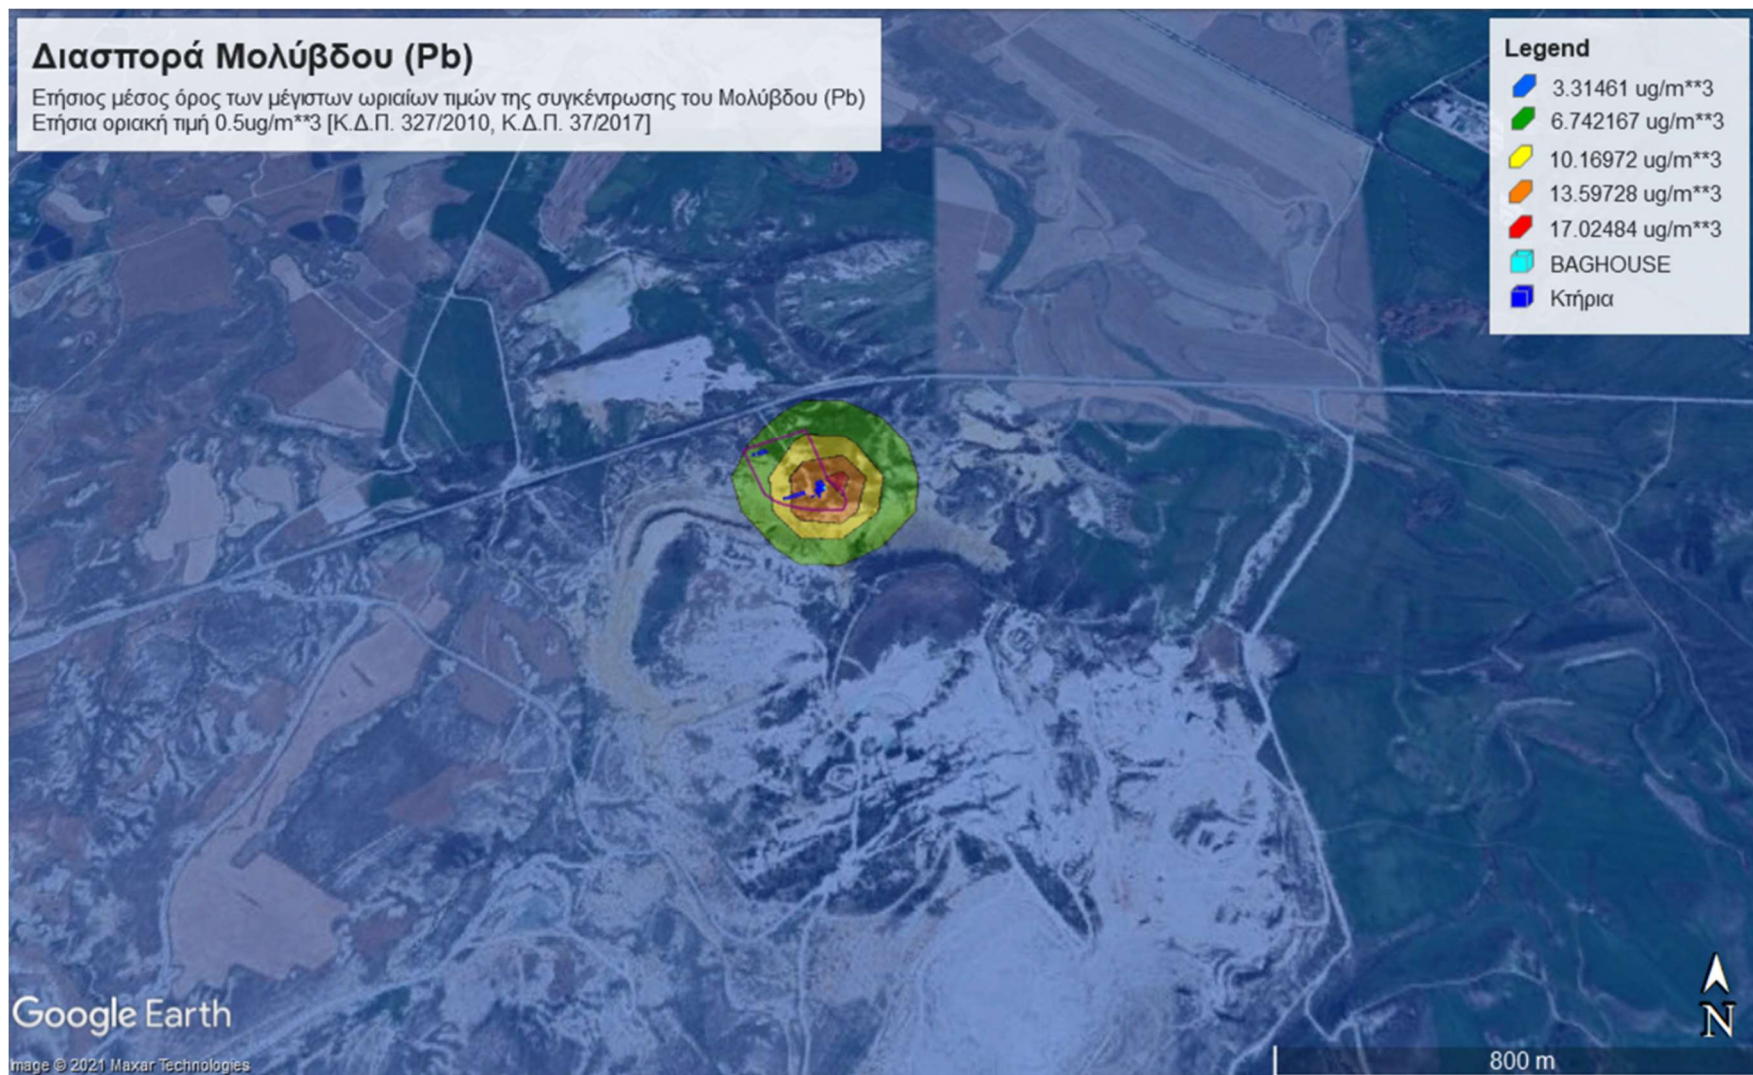 Διασπορά Μολύβδου (Pb)
Ετήσιος μέσος όρος των μέγιστων ωριαίων τιμών της συγκέντρωσης του Μολύβδου (Pb)
Ετήσια οριακή τιμή 0.5ug/m**3 [Κ.Δ.Π. 327/2010, Κ.Δ.Π. 37/2017]
Legend
3.31461 ug/m**3
6.742167 ug/m**3
10.16972 ug/m**3
13.59728 ug/m**3
17.02484 ug/m**3
BAGHOUSE
Κτήρια
Google Earth
mage © 2021 Maxar Technologies
N
800 m